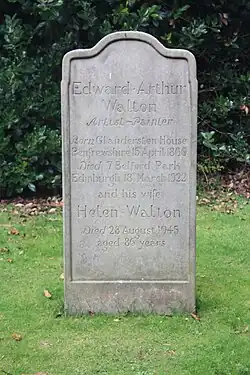 Edward Arthur
Walton
Artist-Painter
Born Glanderston House
Renfrewshire 15 April 1860
Died 7 Belford Park
Edinburgh 18 March 1922
and his wife
Helen Walton
Died 28 August 1945
aged 86 years